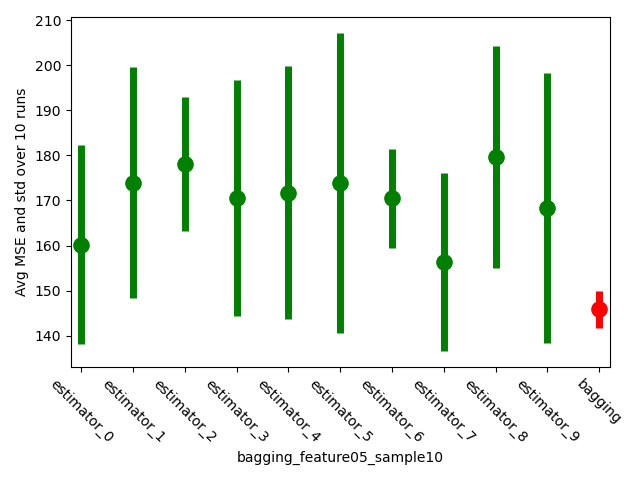 Avg MSE and std over 10 runs
210
200
190
180
170
160
150
140
estimator_0
estimator_1
estimator_2
estimator_3
estimator_4
estimator_5
estimator_6
estimator_7
estimator_8
estimator_9
bagging
bagging_feature05_sample10